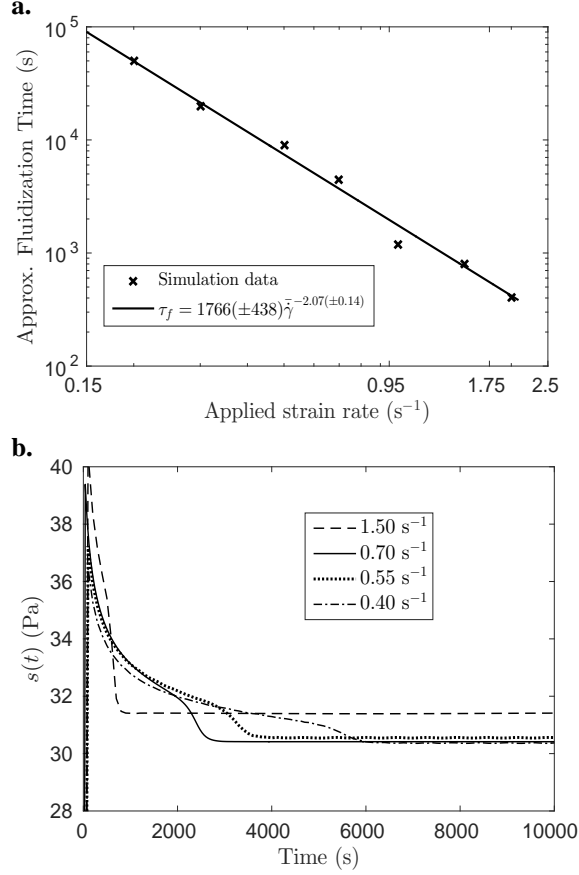 a.
10^5
10^4
10^3
10^2
Approx. Fluidization Time (s)
× Simulation data
τ_f = 1766(±438)\bar{\dot{γ}}^{−2.07(±0.14)}
0.15 0.95 1.75 2.5
Applied strain rate (s^{−1})
b.
40
38
36
34
32
30
28
s(t) (Pa)
1.50 s^{−1}
0.70 s^{−1}
0.55 s^{−1}
0.40 s^{−1}
0 2000 4000 6000 8000 10000
Time (s)